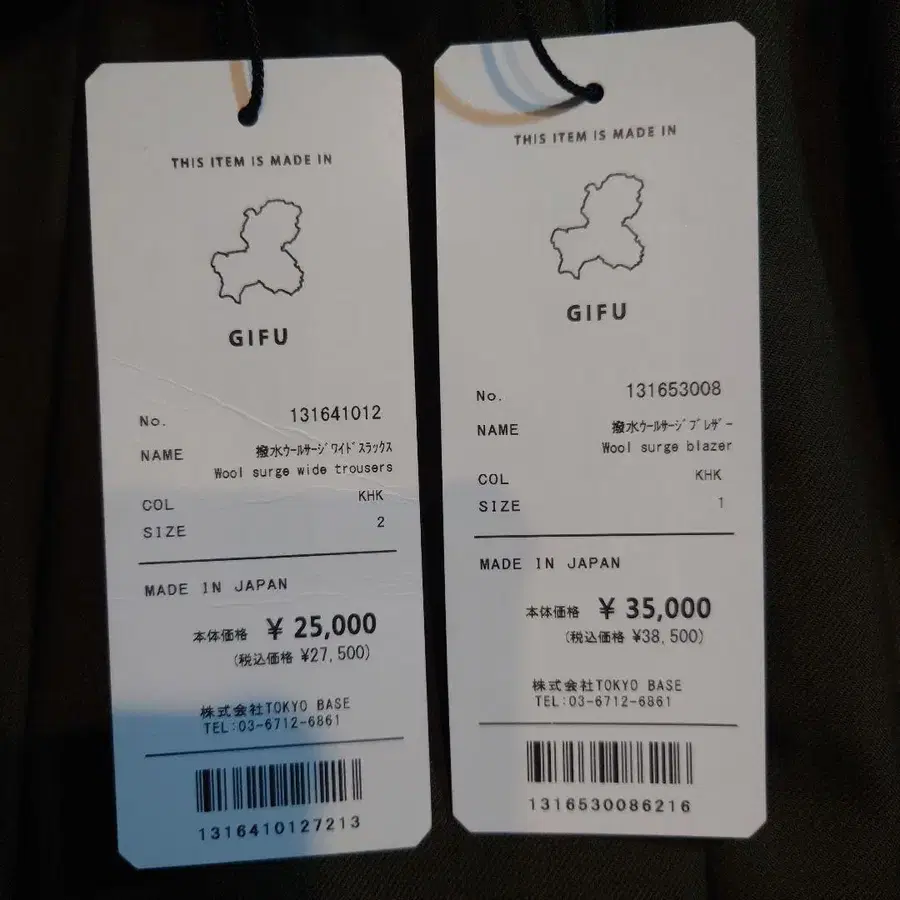 THIS ITEM IS MADE IN
GIFU
No. 131641012
NAME 撥水ウールサージワイドスラックス
Wool surge wide trousers
COL KHK
SIZE 2
MADE IN JAPAN
本体価格 ¥ 25,000
(税込価格 ¥27,500)
株式会社TOKYO BASE
TEL:03-6712-6861
1316410127213
THIS ITEM IS MADE IN
GIFU
No. 131653008
NAME 撥水ウールサージブレザー
Wool surge blazer
COL KHK
SIZE 1
MADE IN JAPAN
本体価格 ¥ 35,000
(税込価格 ¥38,500)
株式会社TOKYO BASE
TEL:03-6712-6861
1316530086216